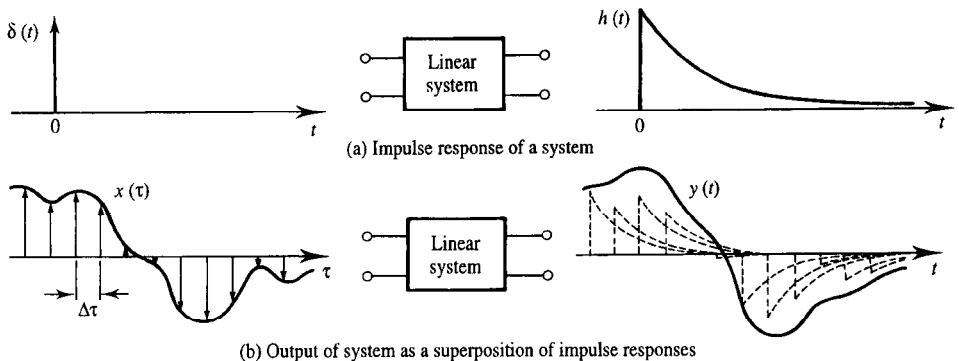 δ (t)
0
t
Linear
system
h (t)
0
t
(a) Impulse response of a system
x (τ)
τ
Δτ
Linear
system
y (t)
t
(b) Output of system as a superposition of impulse responses